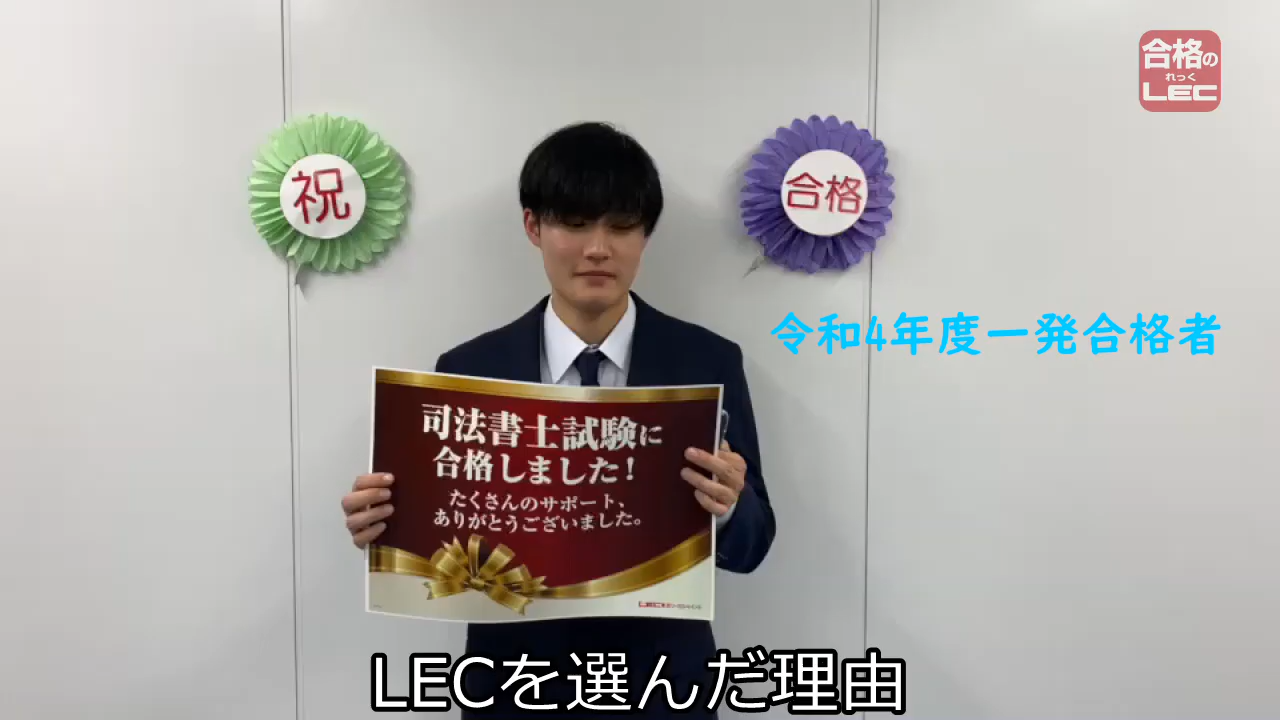 合格の
れっく
LEC
祝
合格
令和4年度一発合格者
司法書士試験に
合格しました!
たくさんのサポート、
ありがとうございました。
LECを選んだ理由